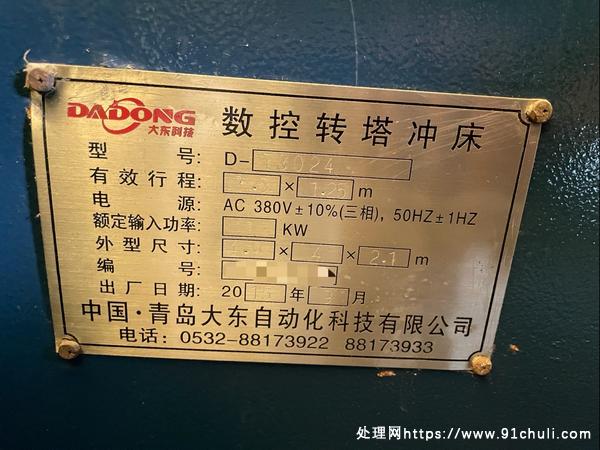 DADONG
大东科技
数控转塔冲床
型 号: D-
有效行程: × 1.25 m
电 源: AC 380V±10%(三相), 50HZ±1HZ
额定输入功率: KW
外型尺寸: × 4 × 2.1 m
编 号:
出厂日期: 20 年 月
中国·青岛大东自动化科技有限公司
电话: 0532-88173922 88173933
处理网https://www.91chuli.com